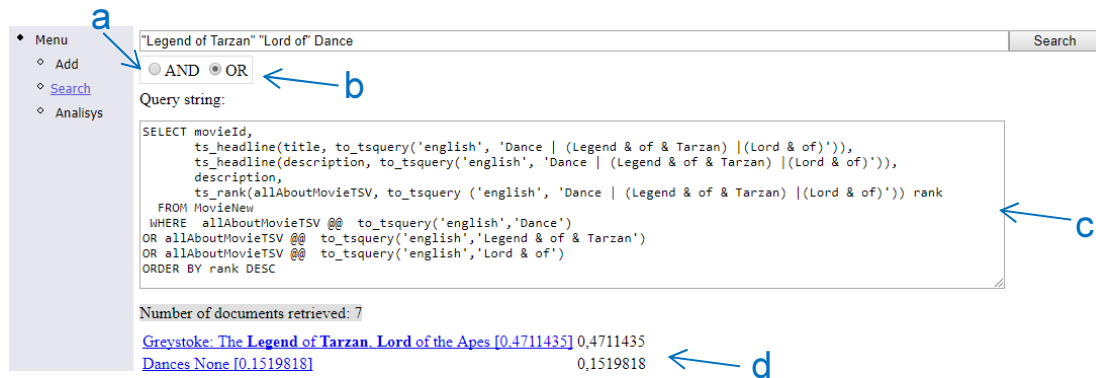 a
Menu
Add
Search
Analisys
"Legend of Tarzan" "Lord of" Dance
Search
AND OR
b
Query string:
SELECT movieId,
ts_headline(title, to_tsquery('english', 'Dance | (Legend & of & Tarzan) |(Lord & of)')),
ts_headline(description, to_tsquery('english', 'Dance | (Legend & of & Tarzan) |(Lord & of)')),
description,
ts_rank(allAboutMovieTSV, to_tsquery ('english', 'Dance | (Legend & of & Tarzan) |(Lord & of)')) rank
FROM MovieNew
WHERE allAboutMovieTSV @@ to_tsquery('english','Dance')
OR allAboutMovieTSV @@ to_tsquery('english','Legend & of & Tarzan')
OR allAboutMovieTSV @@ to_tsquery('english','Lord & of')
ORDER BY rank DESC
c
Number of documents retrieved: 7
Greystoke: The Legend of Tarzan, Lord of the Apes [0.4711435] 0,4711435
Dances None [0.1519818] 0,1519818
d